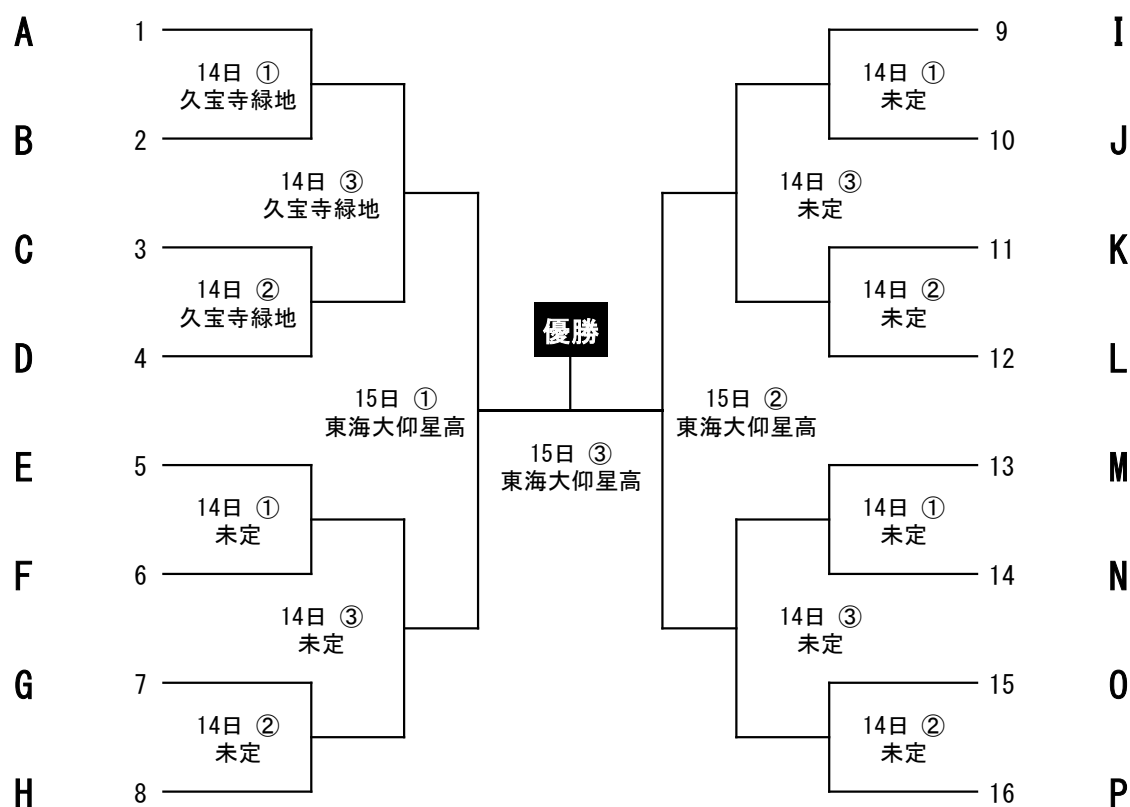 A 1 9 I
14日 ① 14日 ①
久宝寺緑地 未定
B 2 10 J
14日 ③ 14日 ③
久宝寺緑地 未定
C 3 11 K
14日 ② 14日 ②
久宝寺緑地 未定
優勝
D 4 12 L
15日 ① 15日 ②
東海大仰星高 東海大仰星高
15日 ③
東海大仰星高
E 5 13 M
14日 ① 14日 ①
未定 未定
F 6 14 N
14日 ③ 14日 ③
未定 未定
G 7 15 O
14日 ② 14日 ②
未定 未定
H 8 16 P